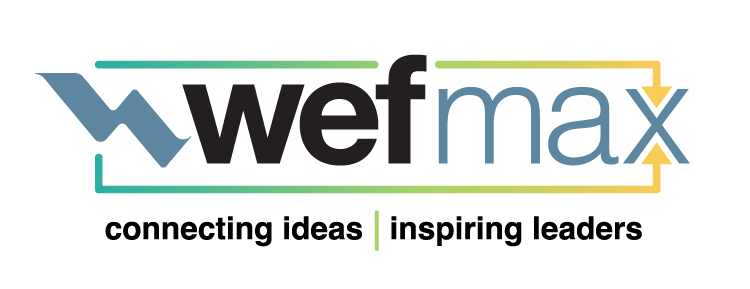 wefmax
connecting ideas | inspiring leaders